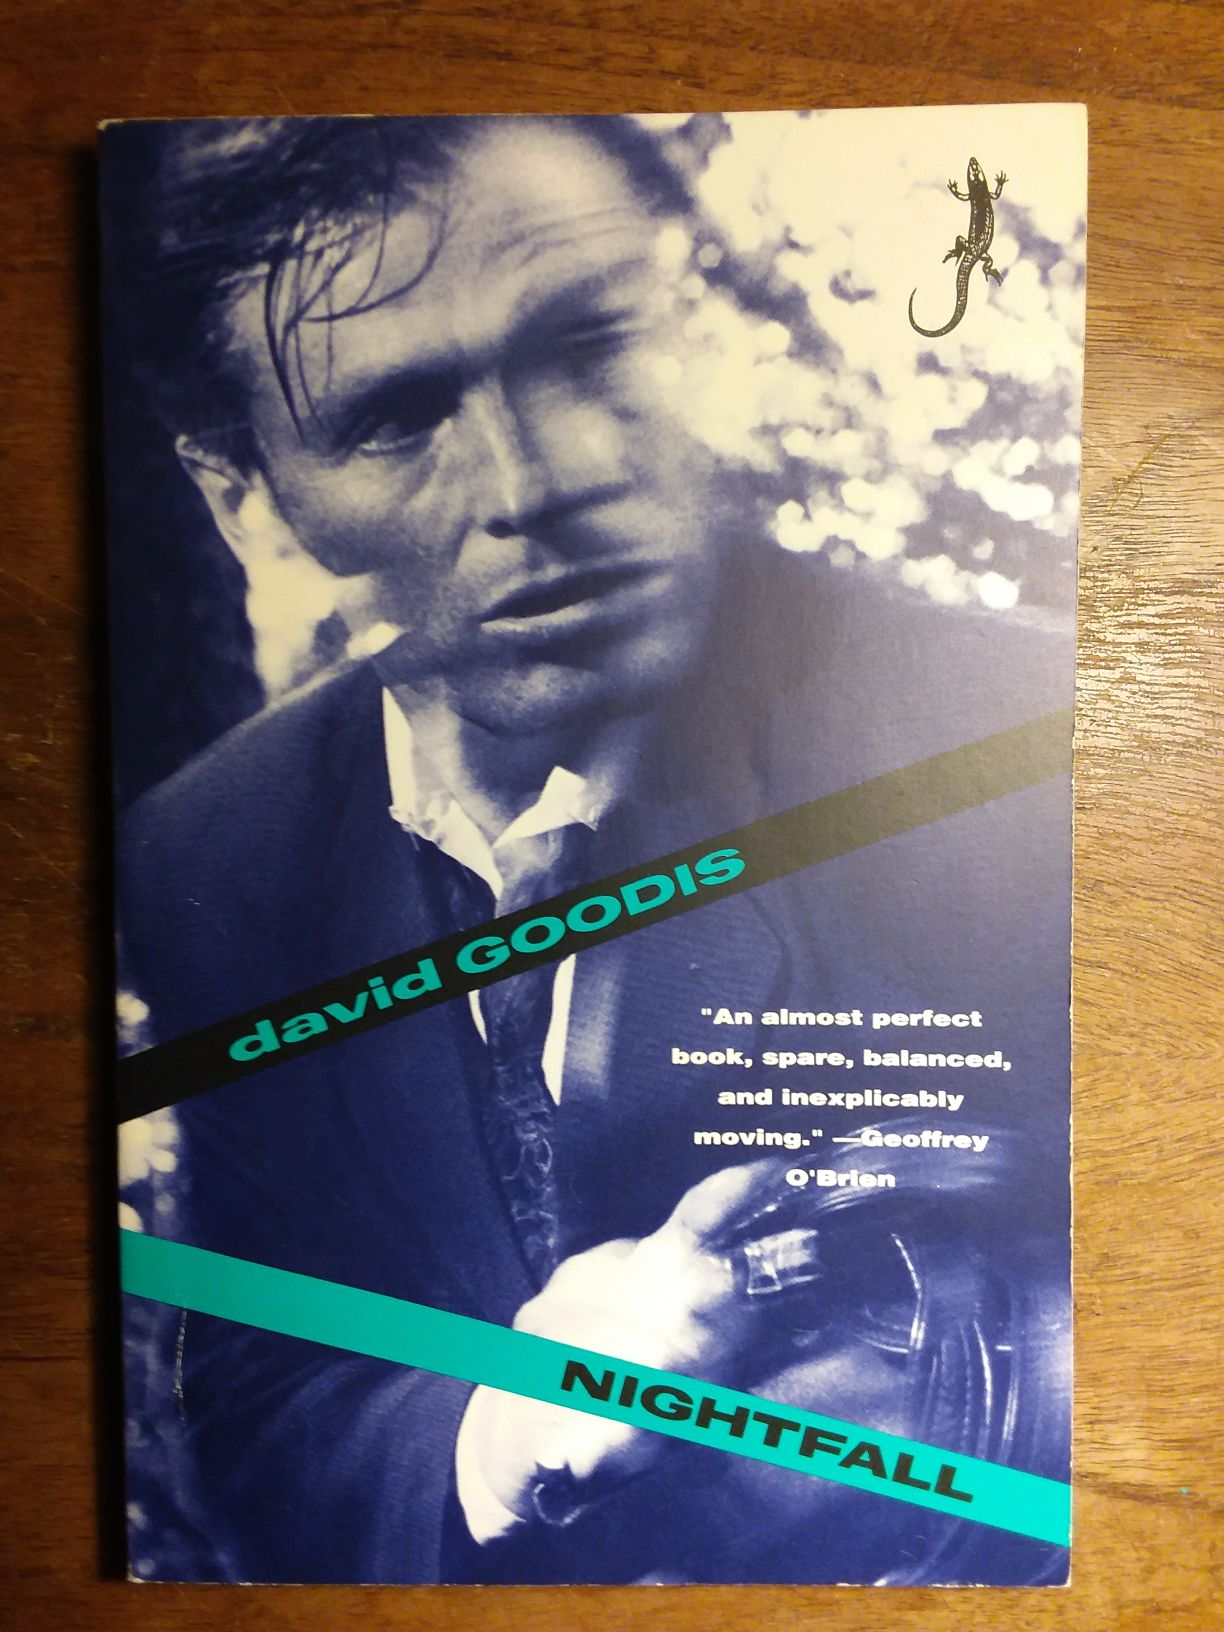 david GOODIS
"An almost perfect
book, spare, balanced,
and inexplicably
moving." —Geoffrey
O'Brien
NIGHTFALL